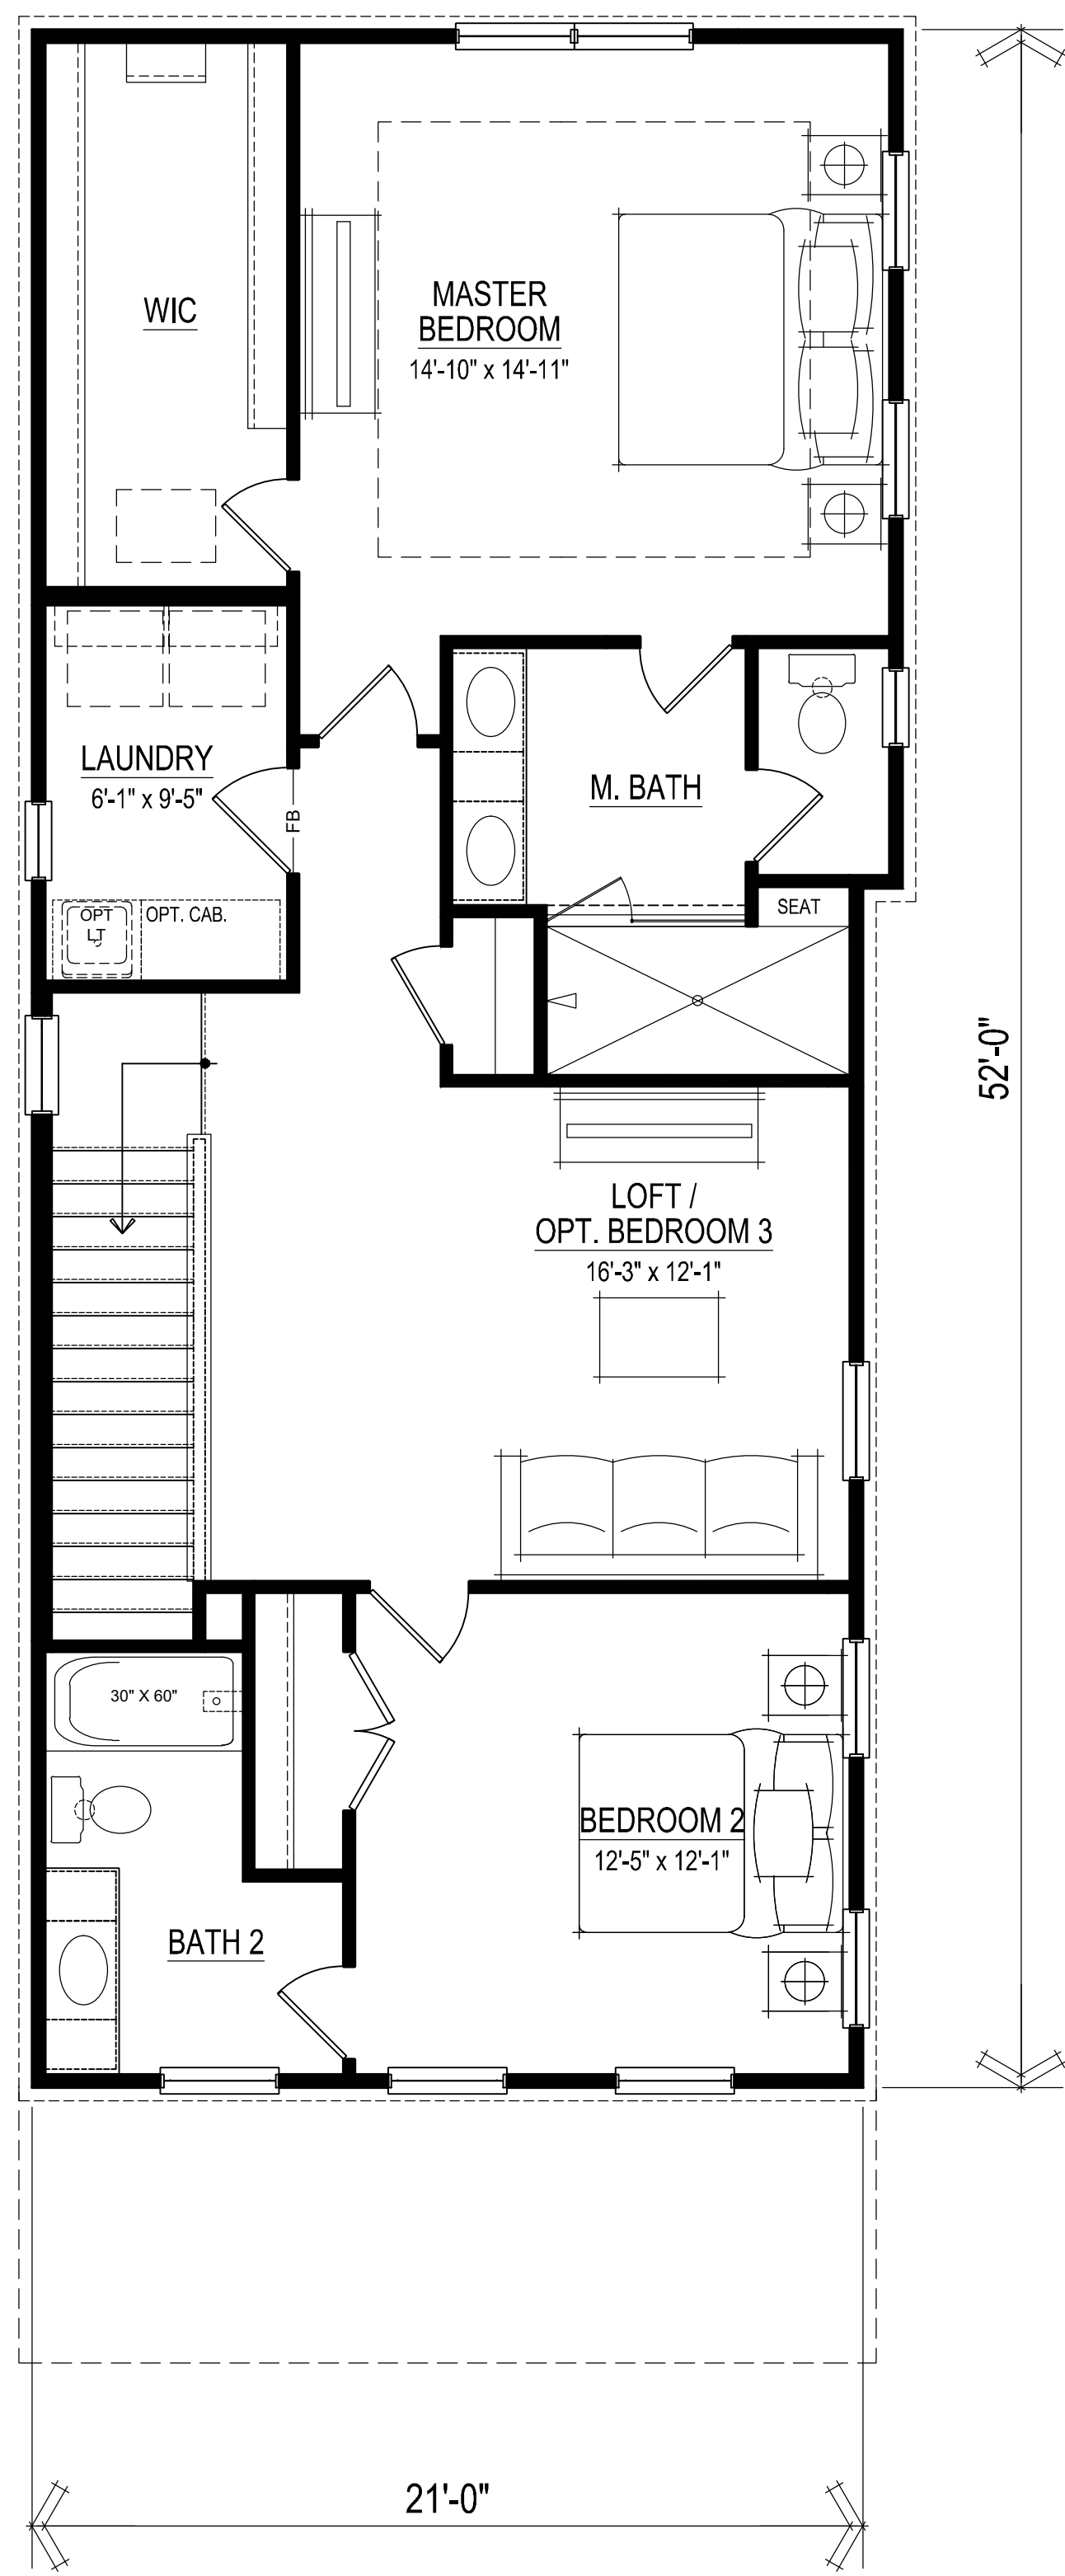 WIC
MASTER
BEDROOM
14'-10" x 14'-11"
LAUNDRY
6'-1" x 9'-5"
FB
M. BATH
OPT
LT
OPT. CAB.
SEAT
52'-0"
LOFT /
OPT. BEDROOM 3
16'-3" x 12'-1"
30" X 60"
BEDROOM 2
12'-5" x 12'-1"
BATH 2
21'-0"